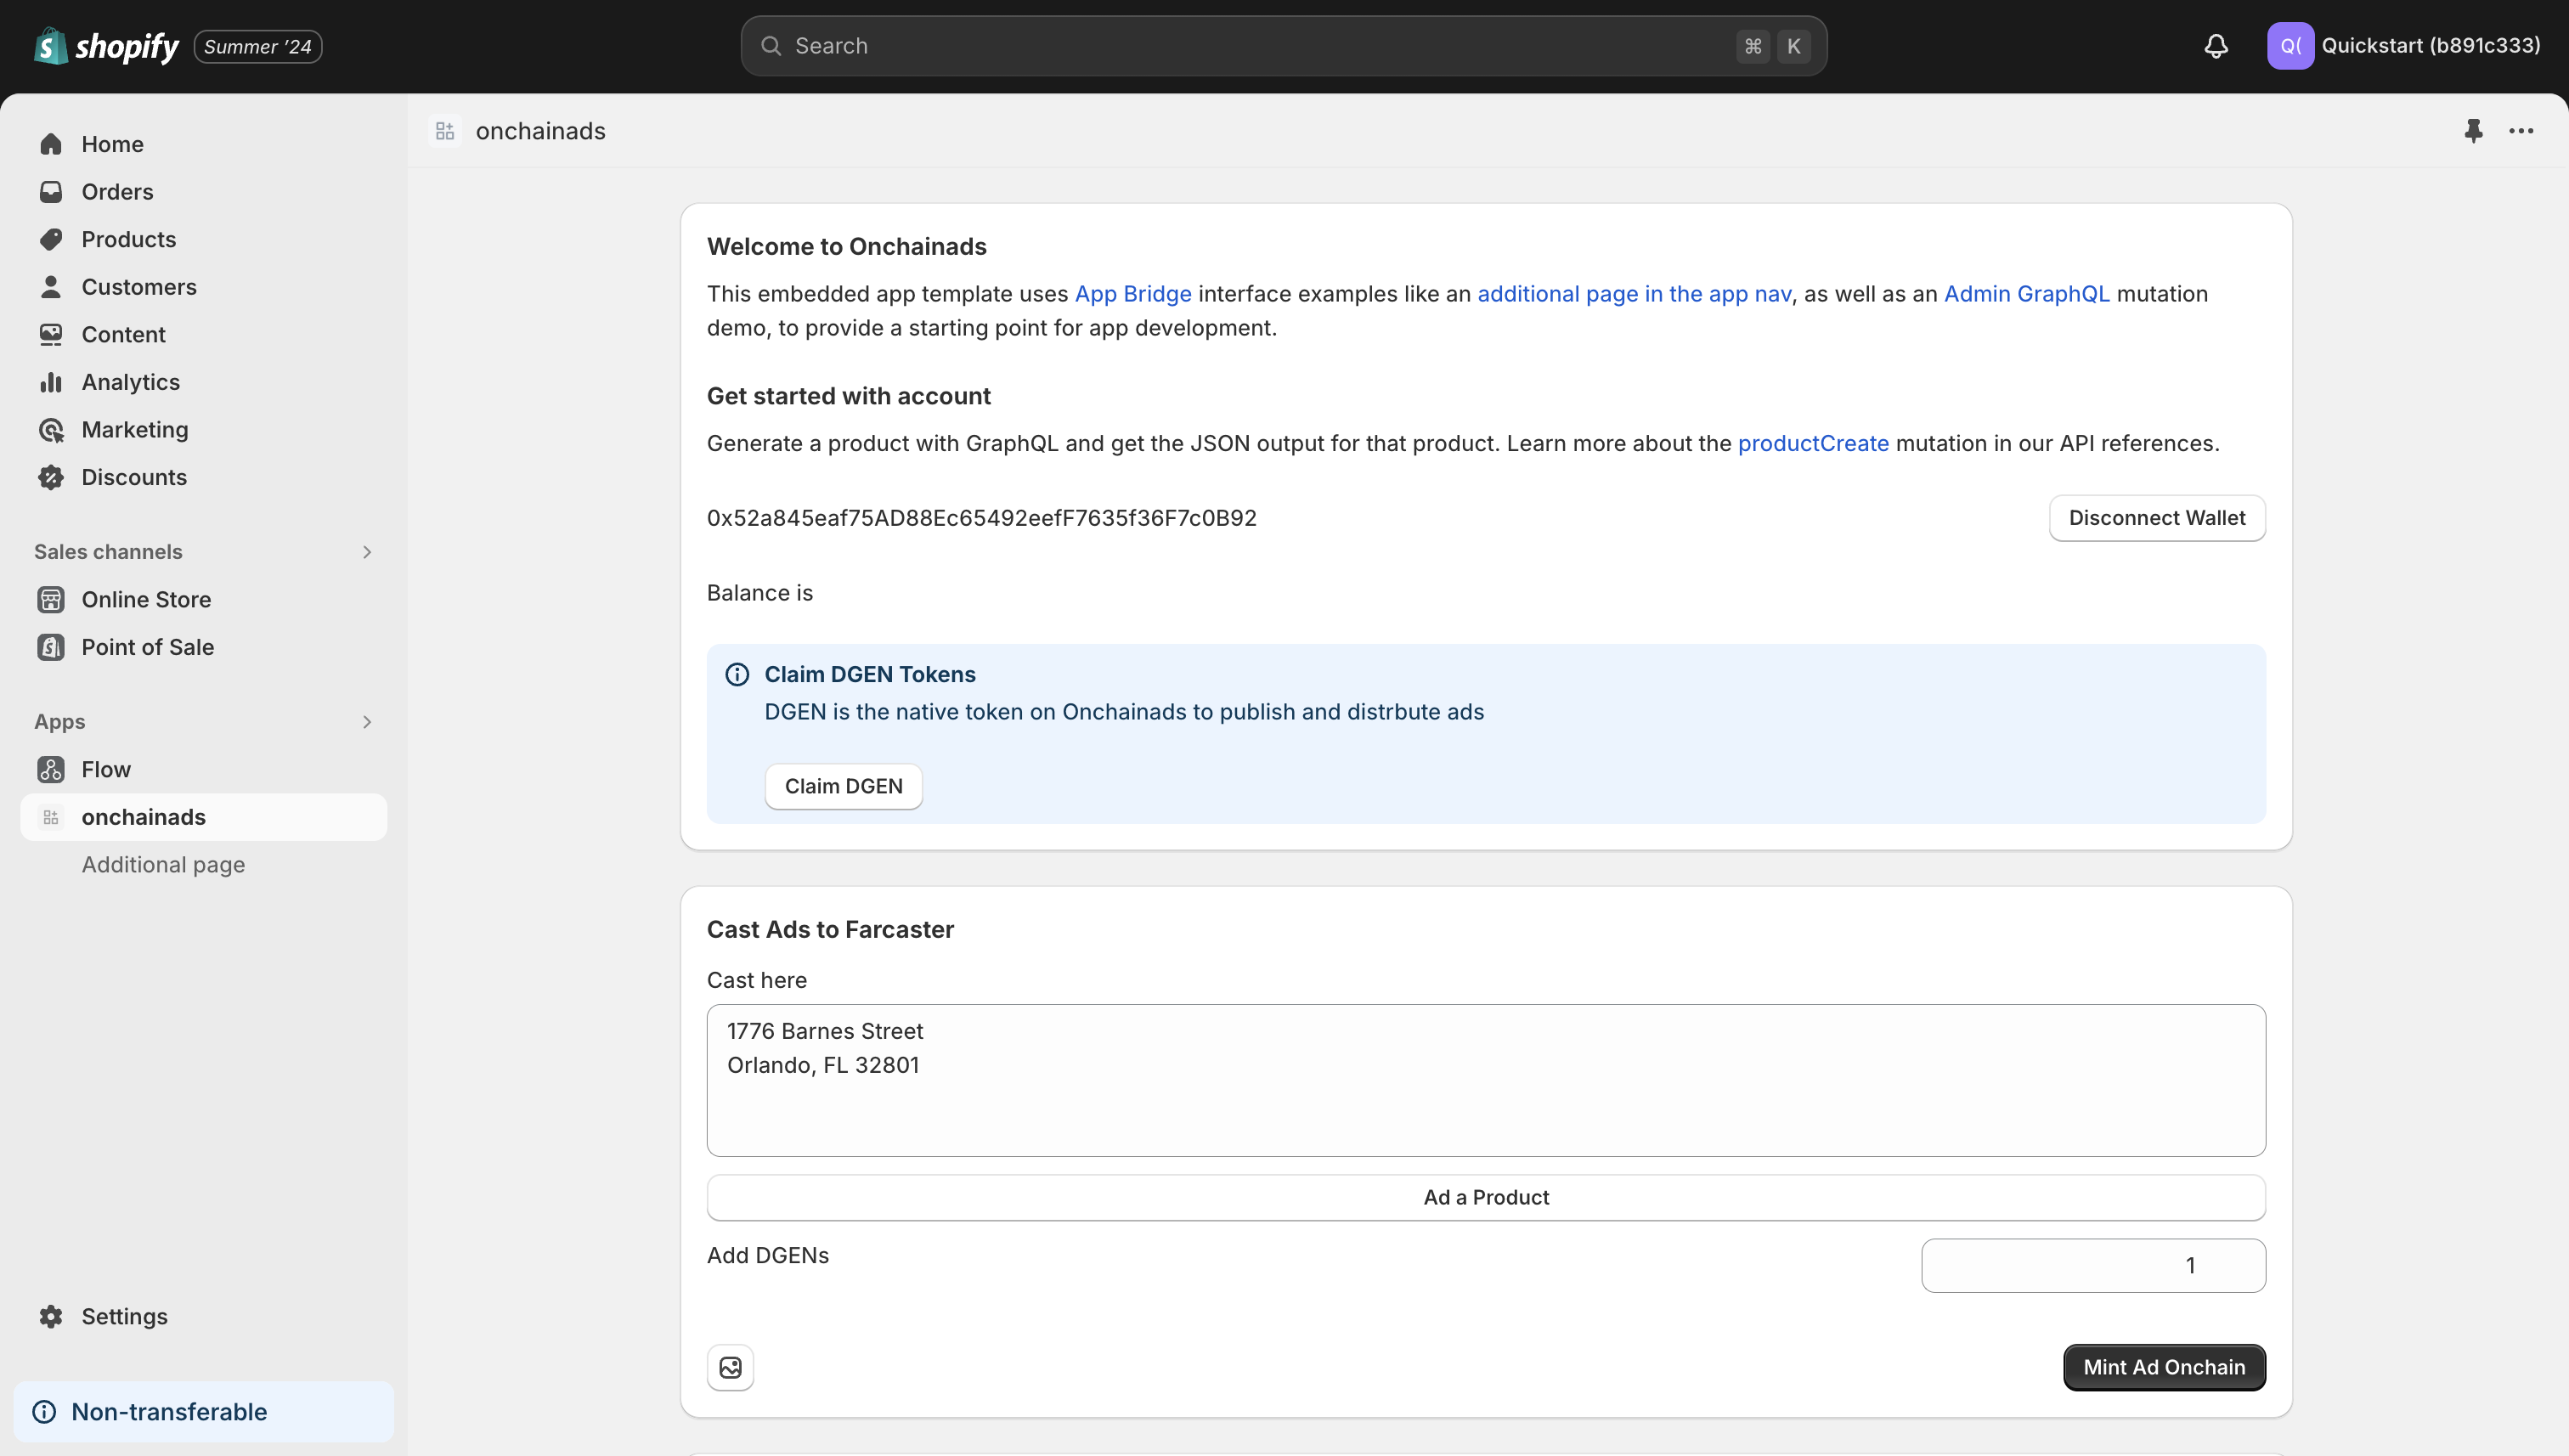 shopify Summer '24
Search ⌘ K
Q( Quickstart (b891c333)
Home
Orders
Products
Customers
Content
Analytics
Marketing
Discounts
Sales channels
Online Store
Point of Sale
Apps
Flow
onchainads
Additional page
Settings
Non-transferable
onchainads
Welcome to Onchainads
This embedded app template uses App Bridge interface examples like an additional page in the app nav, as well as an Admin GraphQL mutation
demo, to provide a starting point for app development.
Get started with account
Generate a product with GraphQL and get the JSON output for that product. Learn more about the productCreate mutation in our API references.
0x52a845eaf75AD88Ec65492eefF7635f36F7c0B92
Disconnect Wallet
Balance is
Claim DGEN Tokens
DGEN is the native token on Onchainads to publish and distrbute ads
Claim DGEN
Cast Ads to Farcaster
Cast here
1776 Barnes Street
Orlando, FL 32801
Ad a Product
Add DGENs
1
Mint Ad Onchain